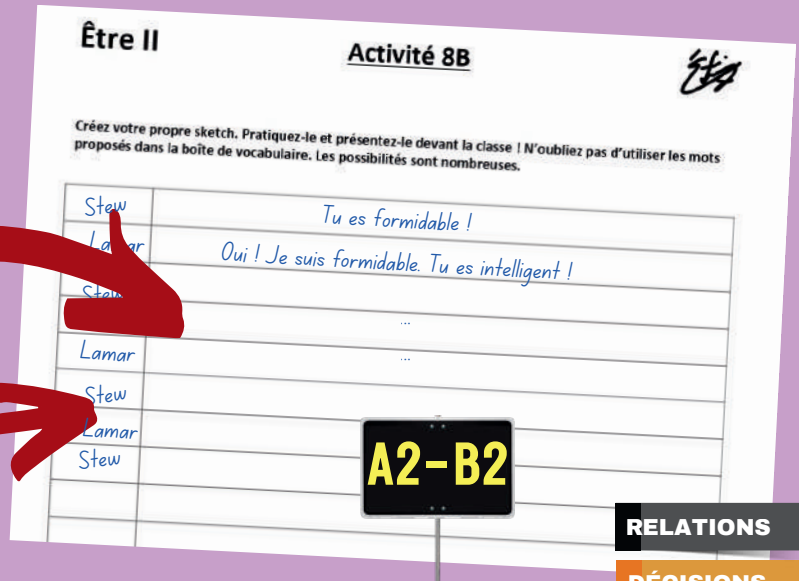 Être II
Activité 8B
Créez votre propre sketch. Pratiquez-le et présentez-le devant la classe ! N'oubliez pas d'utiliser les mots
proposés dans la boîte de vocabulaire. Les possibilités sont nombreuses.
Stew Tu es formidable !
Lamar Oui ! Je suis formidable. Tu es intelligent !
Stew ...
Lamar ...
Stew
Lamar
Stew
A2-B2
RELATIONS
DÉCISIONS